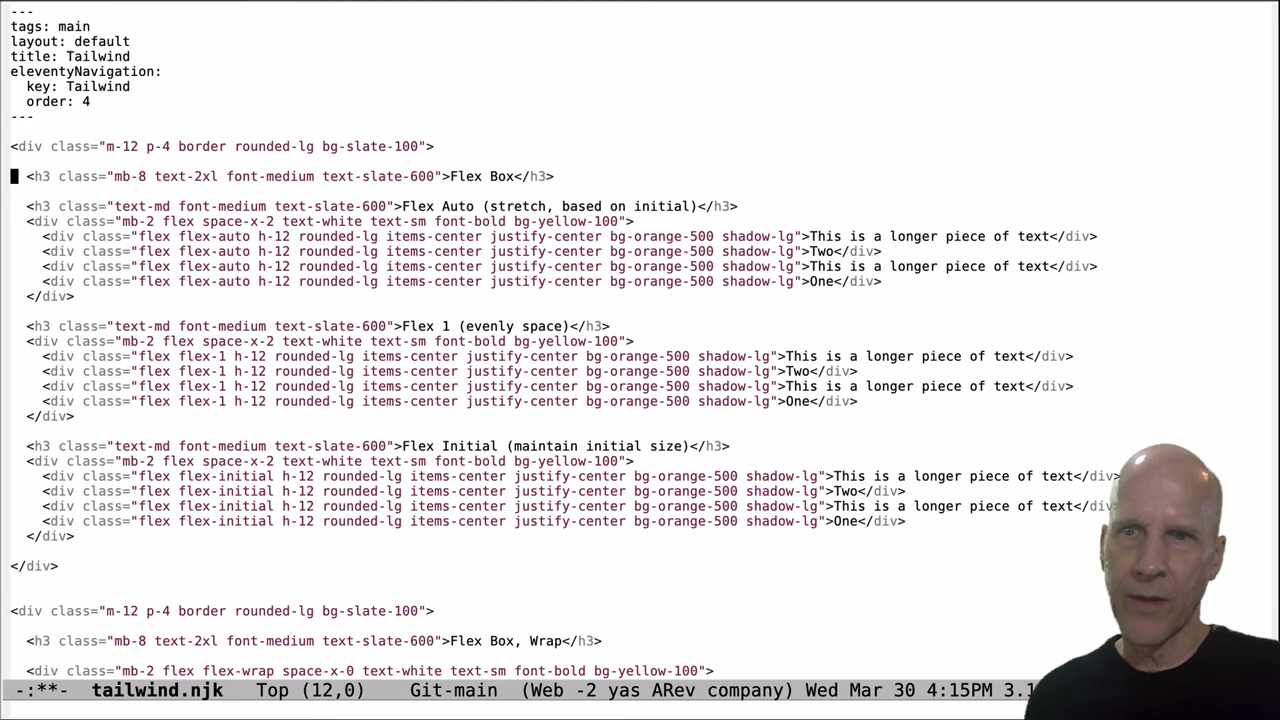 ---
tags: main
layout: default
title: Tailwind
eleventyNavigation:
  key: Tailwind
  order: 4
---
<div class="m-12 p-4 border rounded-lg bg-slate-100">
  <h3 class="mb-8 text-2xl font-medium text-slate-600">Flex Box</h3>
  <h3 class="text-md font-medium text-slate-600">Flex Auto (stretch, based on initial)</h3>
  <div class="mb-2 flex space-x-2 text-white text-sm font-bold bg-yellow-100">
    <div class="flex flex-auto h-12 rounded-lg items-center justify-center bg-orange-500 shadow-lg">This is a longer piece of text</div>
    <div class="flex flex-auto h-12 rounded-lg items-center justify-center bg-orange-500 shadow-lg">Two</div>
    <div class="flex flex-auto h-12 rounded-lg items-center justify-center bg-orange-500 shadow-lg">This is a longer piece of text</div>
    <div class="flex flex-auto h-12 rounded-lg items-center justify-center bg-orange-500 shadow-lg">One</div>
  </div>
  <h3 class="text-md font-medium text-slate-600">Flex 1 (evenly space)</h3>
  <div class="mb-2 flex space-x-2 text-white text-sm font-bold bg-yellow-100">
    <div class="flex flex-1 h-12 rounded-lg items-center justify-center bg-orange-500 shadow-lg">This is a longer piece of text</div>
    <div class="flex flex-1 h-12 rounded-lg items-center justify-center bg-orange-500 shadow-lg">Two</div>
    <div class="flex flex-1 h-12 rounded-lg items-center justify-center bg-orange-500 shadow-lg">This is a longer piece of text</div>
    <div class="flex flex-1 h-12 rounded-lg items-center justify-center bg-orange-500 shadow-lg">One</div>
  </div>
  <h3 class="text-md font-medium text-slate-600">Flex Initial (maintain initial size)</h3>
  <div class="mb-2 flex space-x-2 text-white text-sm font-bold bg-yellow-100">
    <div class="flex flex-initial h-12 rounded-lg items-center justify-center bg-orange-500 shadow-lg">This is a longer piece of text</div>
    <div class="flex flex-initial h-12 rounded-lg items-center justify-center bg-orange-500 shadow-lg">Two</div>
    <div class="flex flex-initial h-12 rounded-lg items-center justify-center bg-orange-500 shadow-lg">This is a longer piece of text</div
    <div class="flex flex-initial h-12 rounded-lg items-center justify-center bg-orange-500 shadow-lg">One</div>
  </div>
</div>
<div class="m-12 p-4 border rounded-lg bg-slate-100">
  <h3 class="mb-8 text-2xl font-medium text-slate-600">Flex Box, Wrap</h3>
  <div class="mb-2 flex flex-wrap space-x-0 text-white text-sm font-bold bg-yellow-100">
-:**-  tailwind.njk   Top (12,0)   Git-main  (Web -2 yas ARev company) Wed Mar 30 4:15PM 3.1